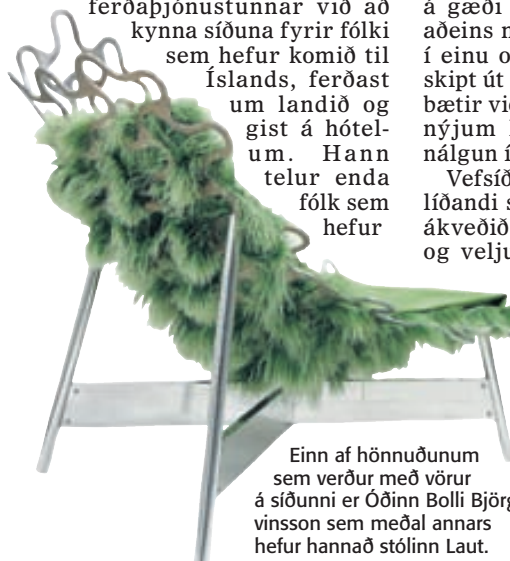 ferðaþjónustunnar við að
kynna síðuna fyrir fólki
sem hefur komið til
Íslands, ferðast
um landið og
gist á hótel-
um. Hann
telur enda
fólk sem
hefur
á gæði
aðeins
í einu
skipt út
bætir
nýjum
nálgun
Vefsíð
líðandi
ákveðið
og velju
Einn af hönnuðunum
sem verður með vörur
á síðunni er Óðinn Bolli Björg-
vinsson sem meðal annars
hefur hannað stólinn Laut.